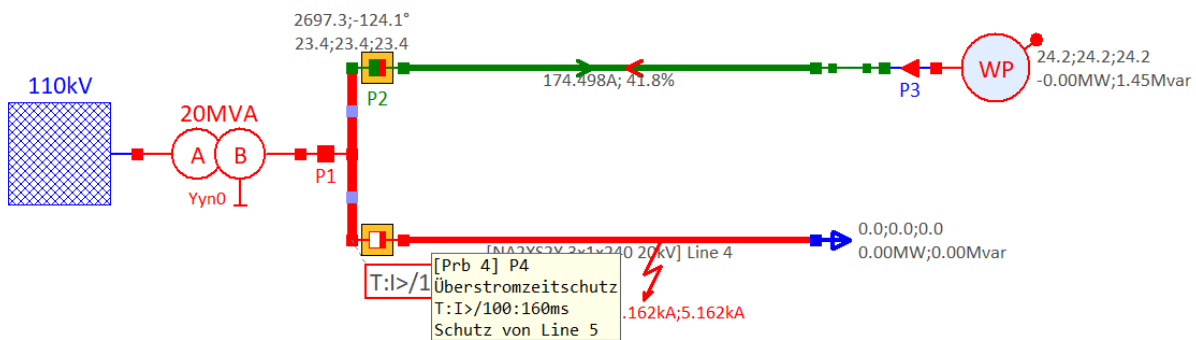 2697.3;-124.1°
23.4;23.4;23.4
110kV
20MVA
A
B
Yyn0
P1
P2
174.498A; 41.8%
P3
WP
24.2;24.2;24.2
-0.00MW;1.45Mvar
[NA2XS2Y 3x1x240 20kV] Line 4
0.0;0.0;0.0
0.00MW;0.00Mvar
T:I>/1
[Prb 4] P4
Überstromzeitschutz
T:I>/100:160ms
Schutz von Line 5
.162kA;5.162kA